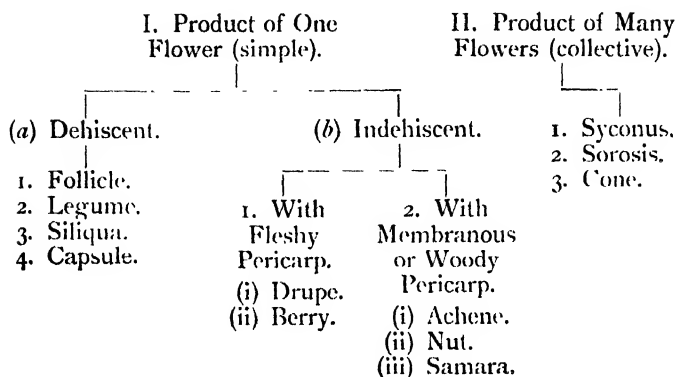 I. Product of One
Flower (simple).
II. Product of Many
Flowers (collective).
(a) Dehiscent.
1. Follicle.
2. Legume.
3. Siliqua.
4. Capsule.
(b) Indehiscent.
1. With
Fleshy
Pericarp.
(i) Drupe.
(ii) Berry.
2. With
Membranous
or Woody
Pericarp.
(i) Achene.
(ii) Nut.
(iii) Samara.
1. Syconus.
2. Sorosis.
3. Cone.